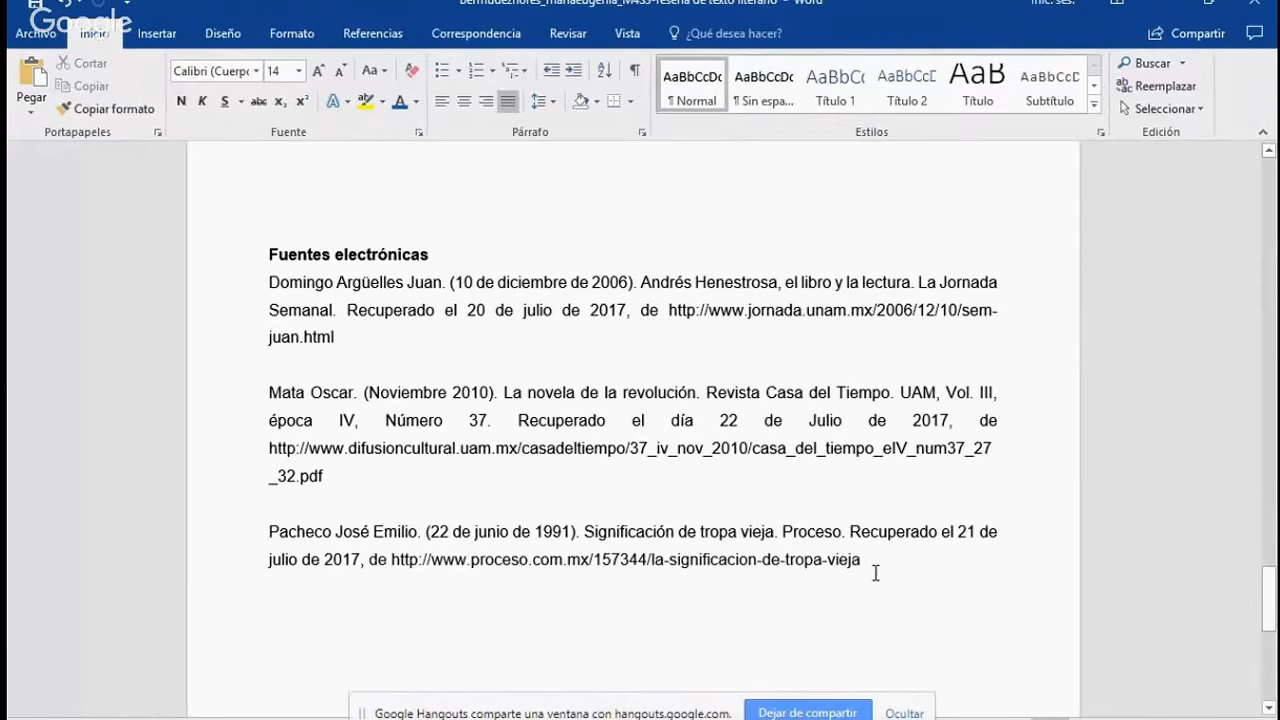 Google
bermudezflores_mariaeugenia_M4S3-reseña de texto literario - Word
Inic. ses.
Archivo Inicio Insertar Diseño Formato Referencias Correspondencia Revisar Vista ¿Qué desea hacer? Compartir
Pegar
Cortar
Copiar
Copiar formato
Portapapeles
Calibri (Cuerpo 14
Aa
N K S abc x₂ x²
A A
Fuente
Párrafo
AaBbCcDc AaBbCcDc AaBbCc AaBbCcD AaB AaBbCcD
¶ Normal ¶ Sin espa... Título 1 Título 2 Título Subtítulo
Estilos
Buscar
Reemplazar
Seleccionar
Edición
Fuentes electrónicas
Domingo Argüelles Juan. (10 de diciembre de 2006). Andrés Henestrosa, el libro y la lectura. La Jornada
Semanal. Recuperado el 20 de julio de 2017, de http://www.jornada.unam.mx/2006/12/10/sem-
juan.html
Mata Oscar. (Noviembre 2010). La novela de la revolución. Revista Casa del Tiempo. UAM, Vol. III,
época IV, Número 37. Recuperado el día 22 de Julio de 2017, de
http://www.difusioncultural.uam.mx/casadeltiempo/37_iv_nov_2010/casa_del_tiempo_eIV_num37_27
_32.pdf
Pacheco José Emilio. (22 de junio de 1991). Significación de tropa vieja. Proceso. Recuperado el 21 de
julio de 2017, de http://www.proceso.com.mx/157344/la-significacion-de-tropa-vieja
Google Hangouts comparte una ventana con hangouts.google.com. Dejar de compartir Ocultar